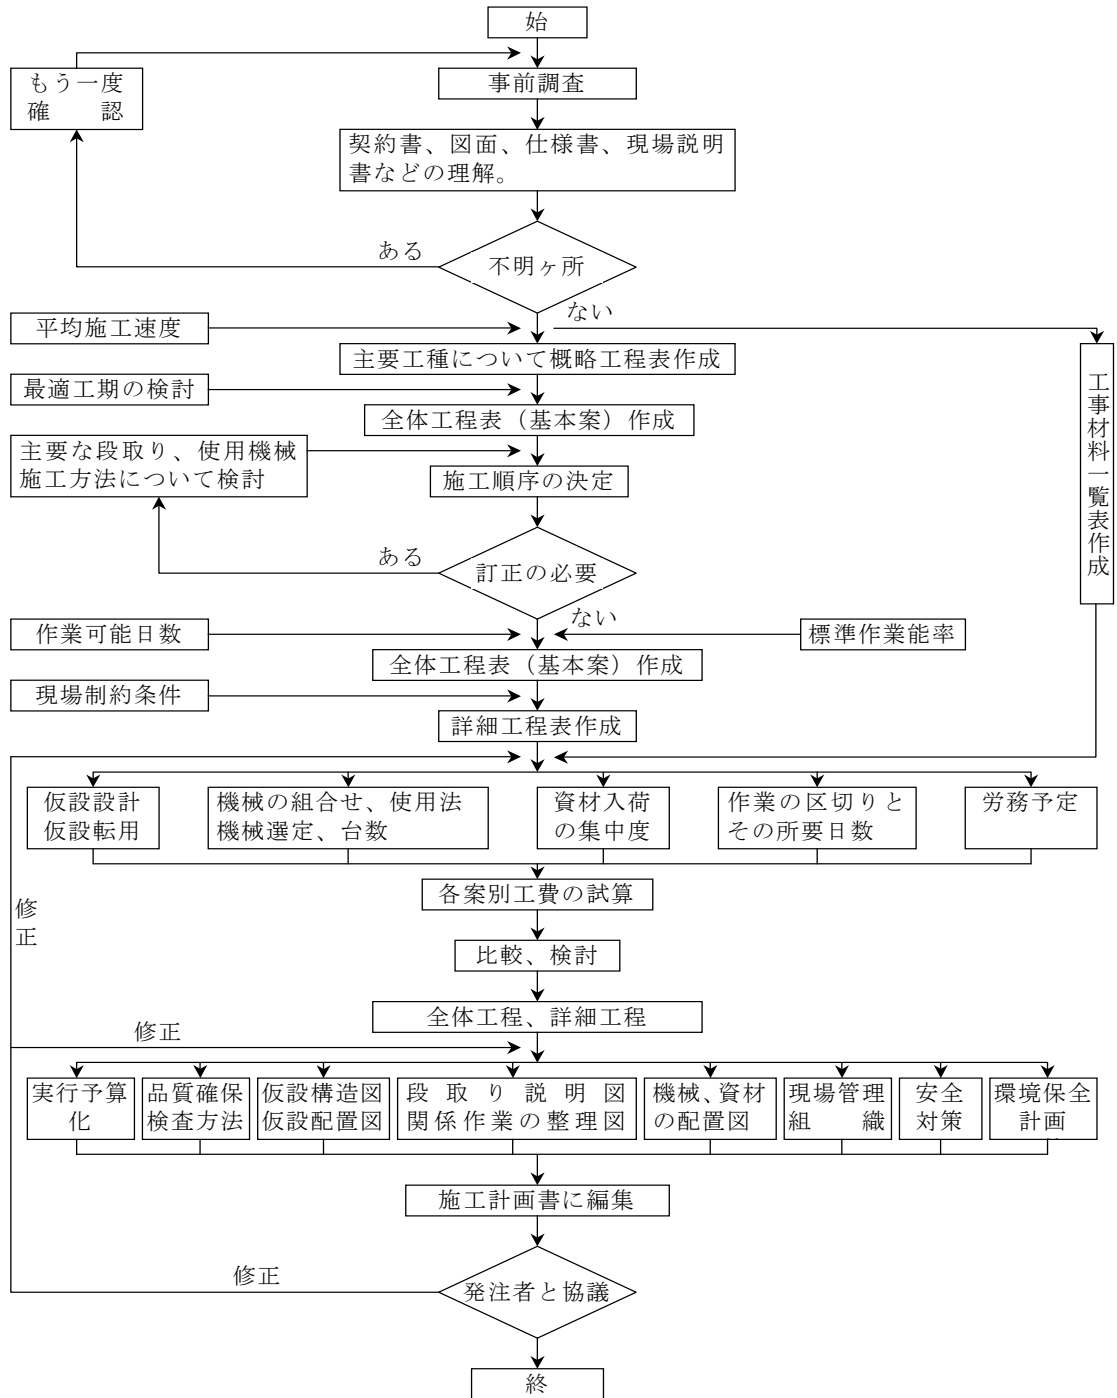 始
もう一度
確認
事前調査
契約書、図面、仕様書、現場説明
書などの理解。
ある
不明ヶ所
ない
平均施工速度
主要工種について概略工程表作成
最適工期の検討
全体工程表（基本案）作成
工事材料一覧表作成
主要な段取り、使用機械
施工方法について検討
施工順序の決定
ある
訂正の必要
ない
作業可能日数
標準作業能率
全体工程表（基本案）作成
現場制約条件
詳細工程表作成
仮設設計
仮設転用
機械の組合せ、使用法
機械選定、台数
資材入荷
の集中度
作業の区切りと
その所要日数
労務予定
各案別工費の試算
修正
比較、検討
全体工程、詳細工程
修正
実行予算
化
品質確保
検査方法
仮設構造図
仮設配置図
段取り説明図
関係作業の整理図
機械、資材
の配置図
現場管理
組織
安全
対策
環境保全
計画
施工計画書に編集
修正
発注者と協議
終